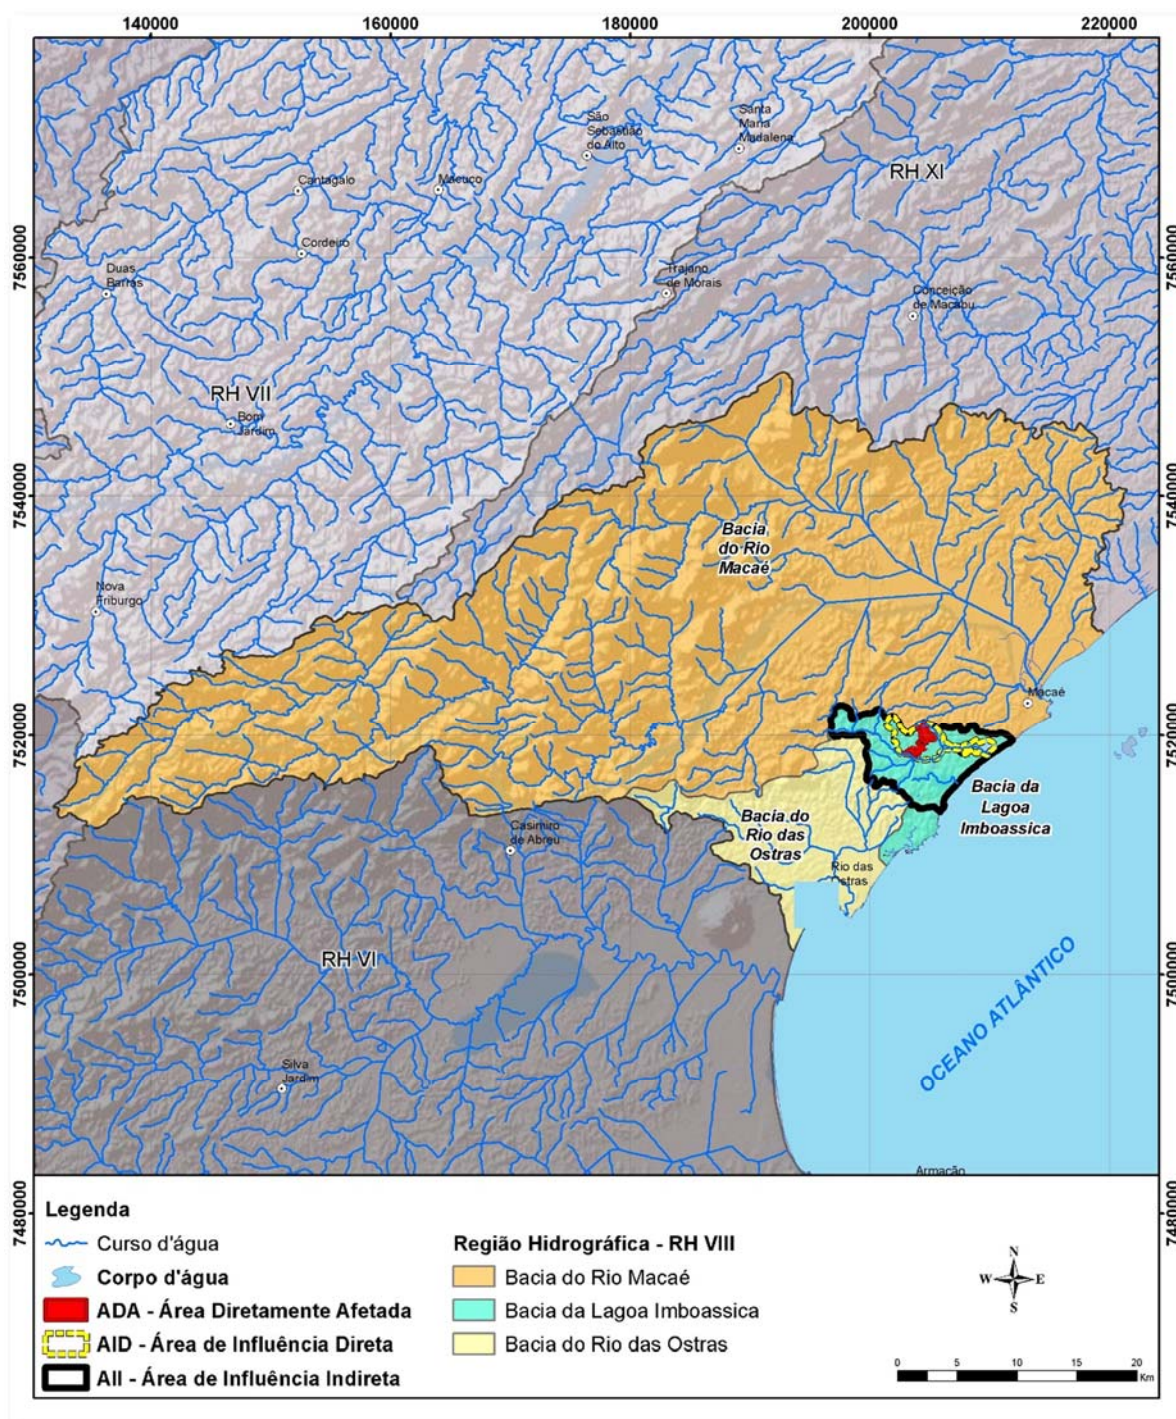 140000 160000 180000 200000 220000
São
Sebastião
do Alto
Santa
Maria
Madalena
RH XI
Cantagalo
Macuco
Cordeiro
7560000
7560000
Duas
Barras
Trajano
de Morais
Conceição
de Macabu
RH VII
Bom
Jardim
7540000
7540000
Bacia
do Rio
Macaé
Nova
Friburgo
Macaé
7520000
7520000
Bacia da
Lagoa
Imboassica
Bacia do
Rio das
Ostras
Casimiro
de Abreu
Rio das
stras
RH VI
7500000
7500000
OCEANO ATLÂNTICO
Silva
Jardim
Armação
7480000
7480000
Legenda
Curso d'água
Corpo d'água
ADA - Área Diretamente Afetada
AID - Área de Influência Direta
AII - Área de Influência Indireta
Região Hidrográfica - RH VIII
Bacia do Rio Macaé
Bacia da Lagoa Imboassica
Bacia do Rio das Ostras
N
W E
S
0 5 10 15 20
Km